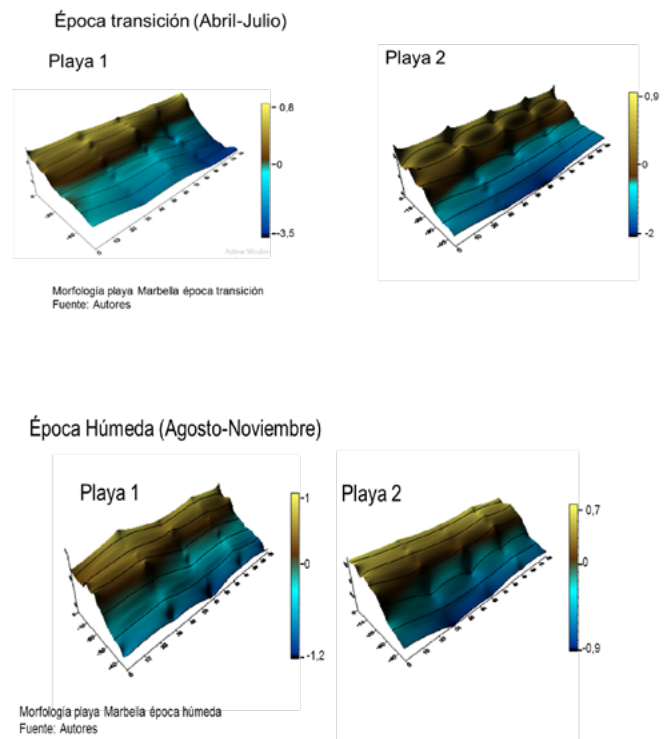 Época transición (Abril-Julio)
Playa 1
Playa 2
0,8
0
-3,5
0,9
0
-2
Morfología playa Marbella época transición
Fuente: Autores
Época Húmeda (Agosto-Noviembre)
Playa 1
Playa 2
1
0
-1,2
0,7
0
-0,9
Morfología playa Marbella época húmeda
Fuente: Autores